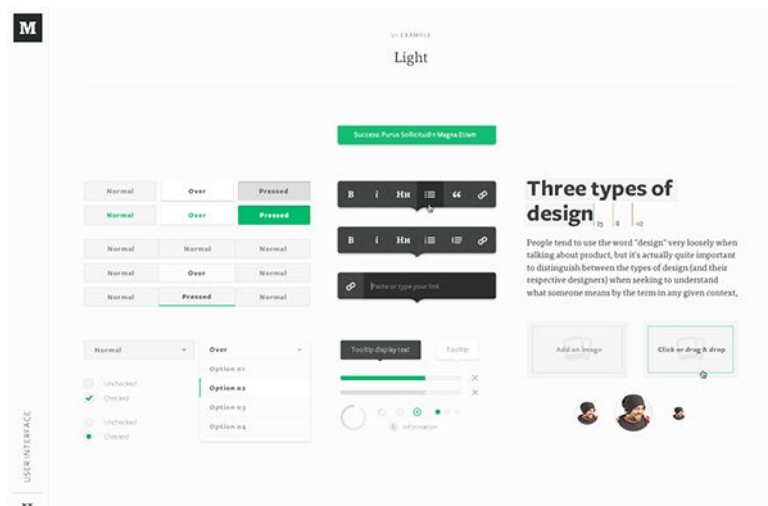 M
UI EXAMPLE
Light
Success: Purus Sollicitudin Magna Etiam
Normal Over Pressed
Normal Over Pressed
Normal Normal Normal
Normal Over Normal
Normal Pressed Normal
B i HH
B i HH
Paste or type your link
Three types of
design
People tend to use the word "design" very loosely when
talking about product, but it's actually quite important
to distinguish between the types of design (and their
respective designers) when seeking to understand
what someone means by the term in any given context,
Normal
Unchecked
Checked
Unchecked
Checked
Over
Option 01
Option 02
Option 03
Option 04
Tooltip display text Tooltip
Information
Add an image Click or drag & drop
USER INTERFACE